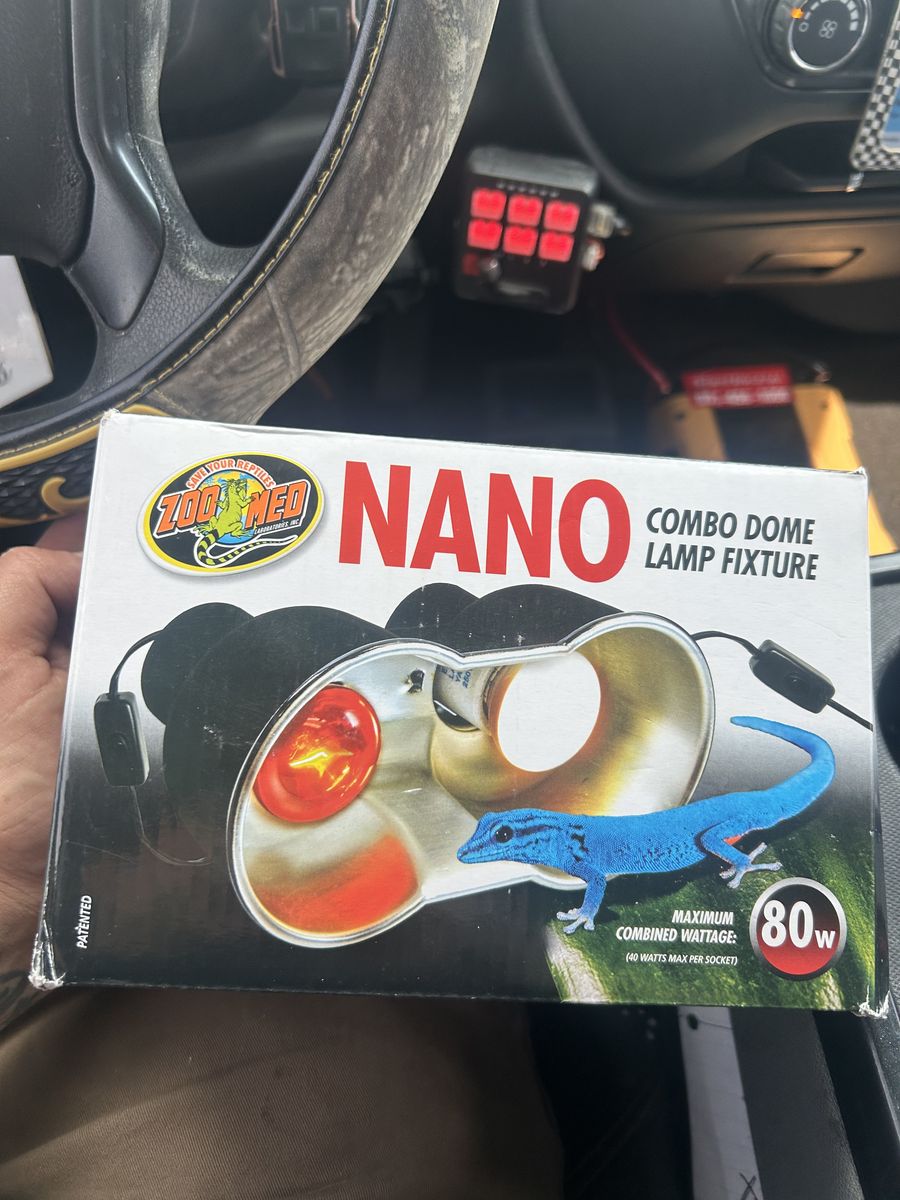 SAVE YOUR REPTILES
ZOO MED
LABORATORIES, INC.
NANO
COMBO DOME
LAMP FIXTURE
PATENTED
MAXIMUM
COMBINED WATTAGE:
(40 WATTS MAX PER SOCKET)
80W